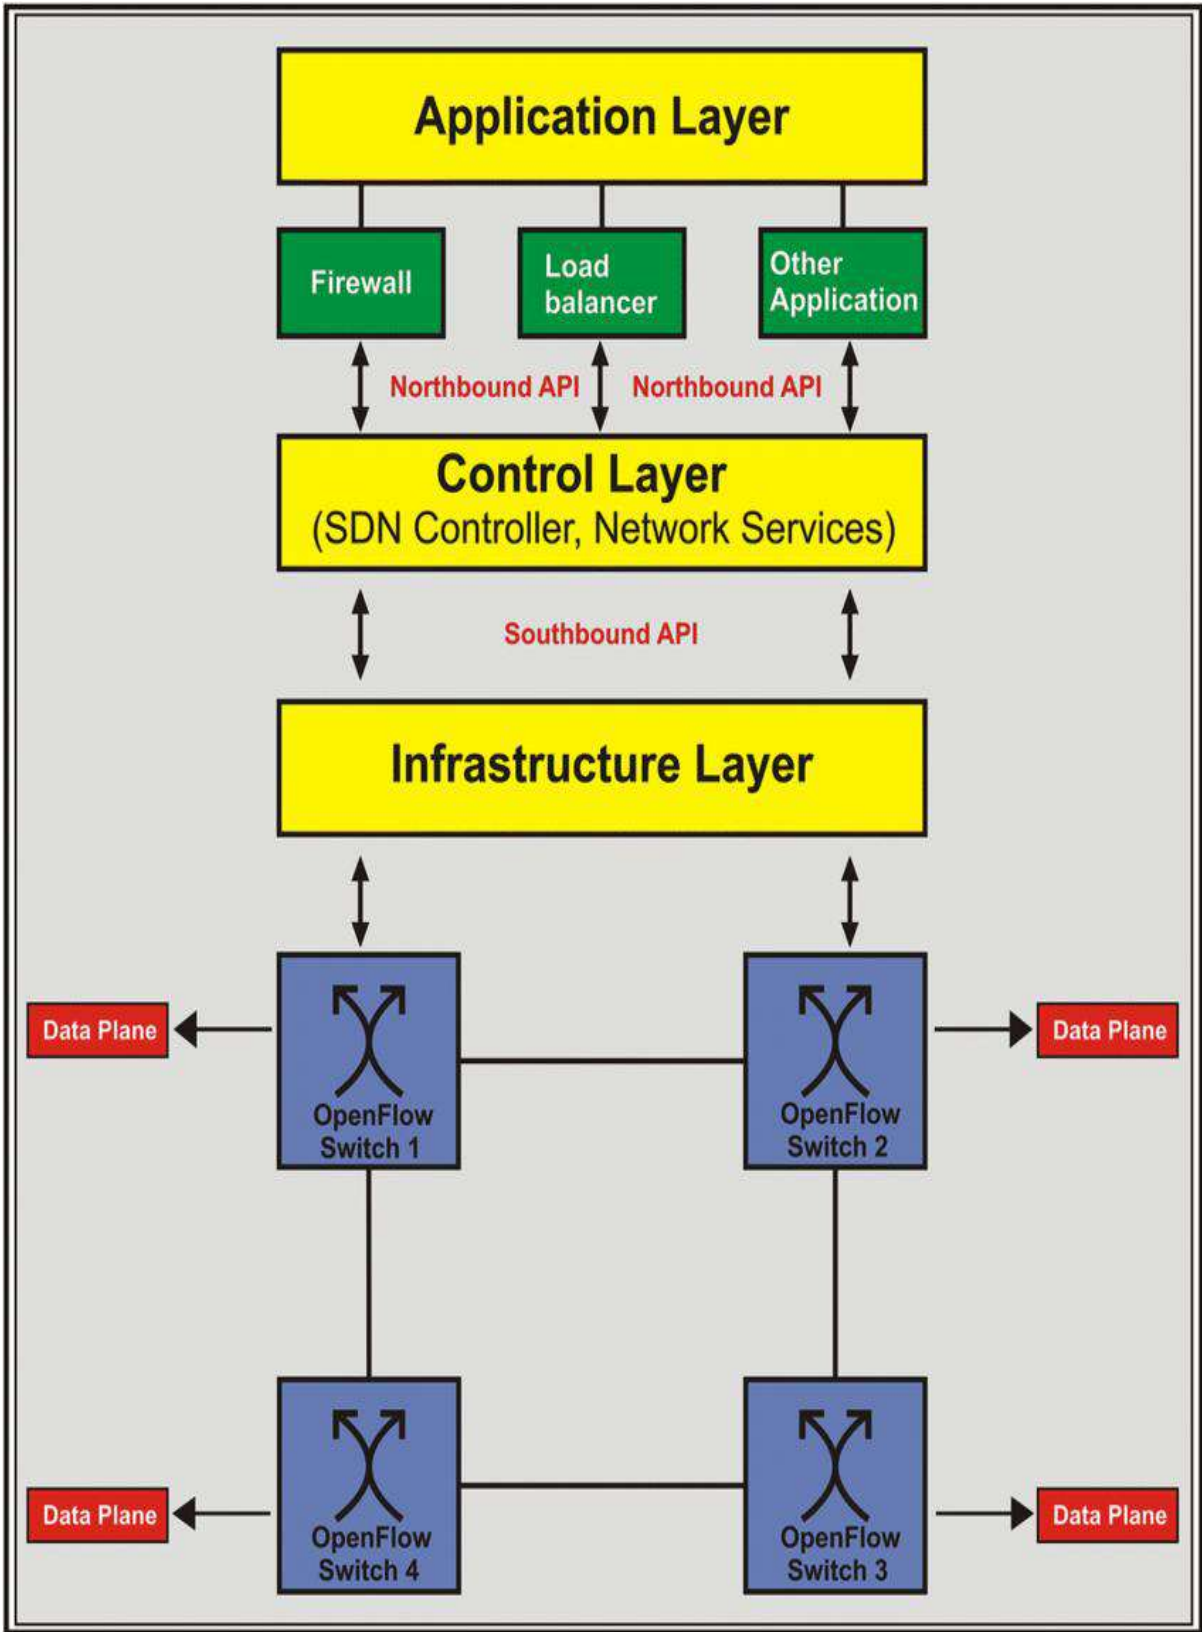 Application Layer
Firewall
Load
balancer
Other
Application
Northbound API
Northbound API
Control Layer
(SDN Controller, Network Services)
Southbound API
Infrastructure Layer
Data Plane
OpenFlow
Switch 1
OpenFlow
Switch 2
Data Plane
Data Plane
OpenFlow
Switch 4
OpenFlow
Switch 3
Data Plane